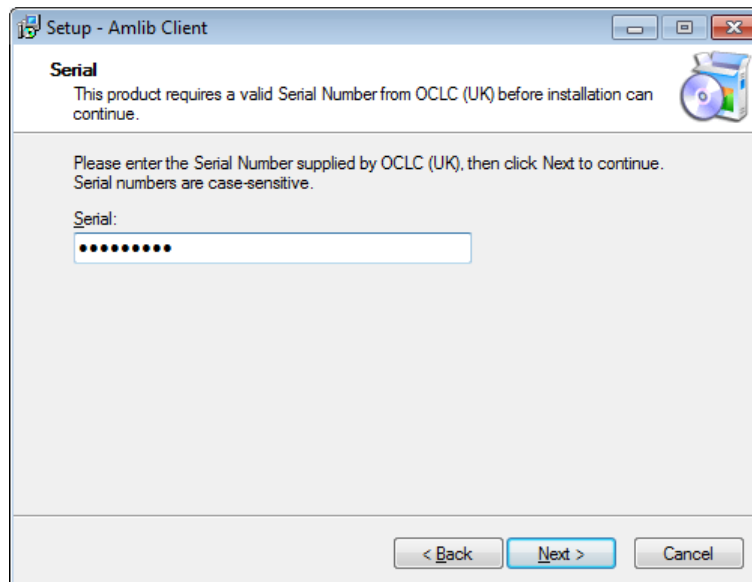 Setup - Amlib Client
Serial
This product requires a valid Serial Number from OCLC (UK) before installation can
continue.
Please enter the Serial Number supplied by OCLC (UK), then click Next to continue.
Serial numbers are case-sensitive.
Serial:
•••••••••
< Back
Next >
Cancel